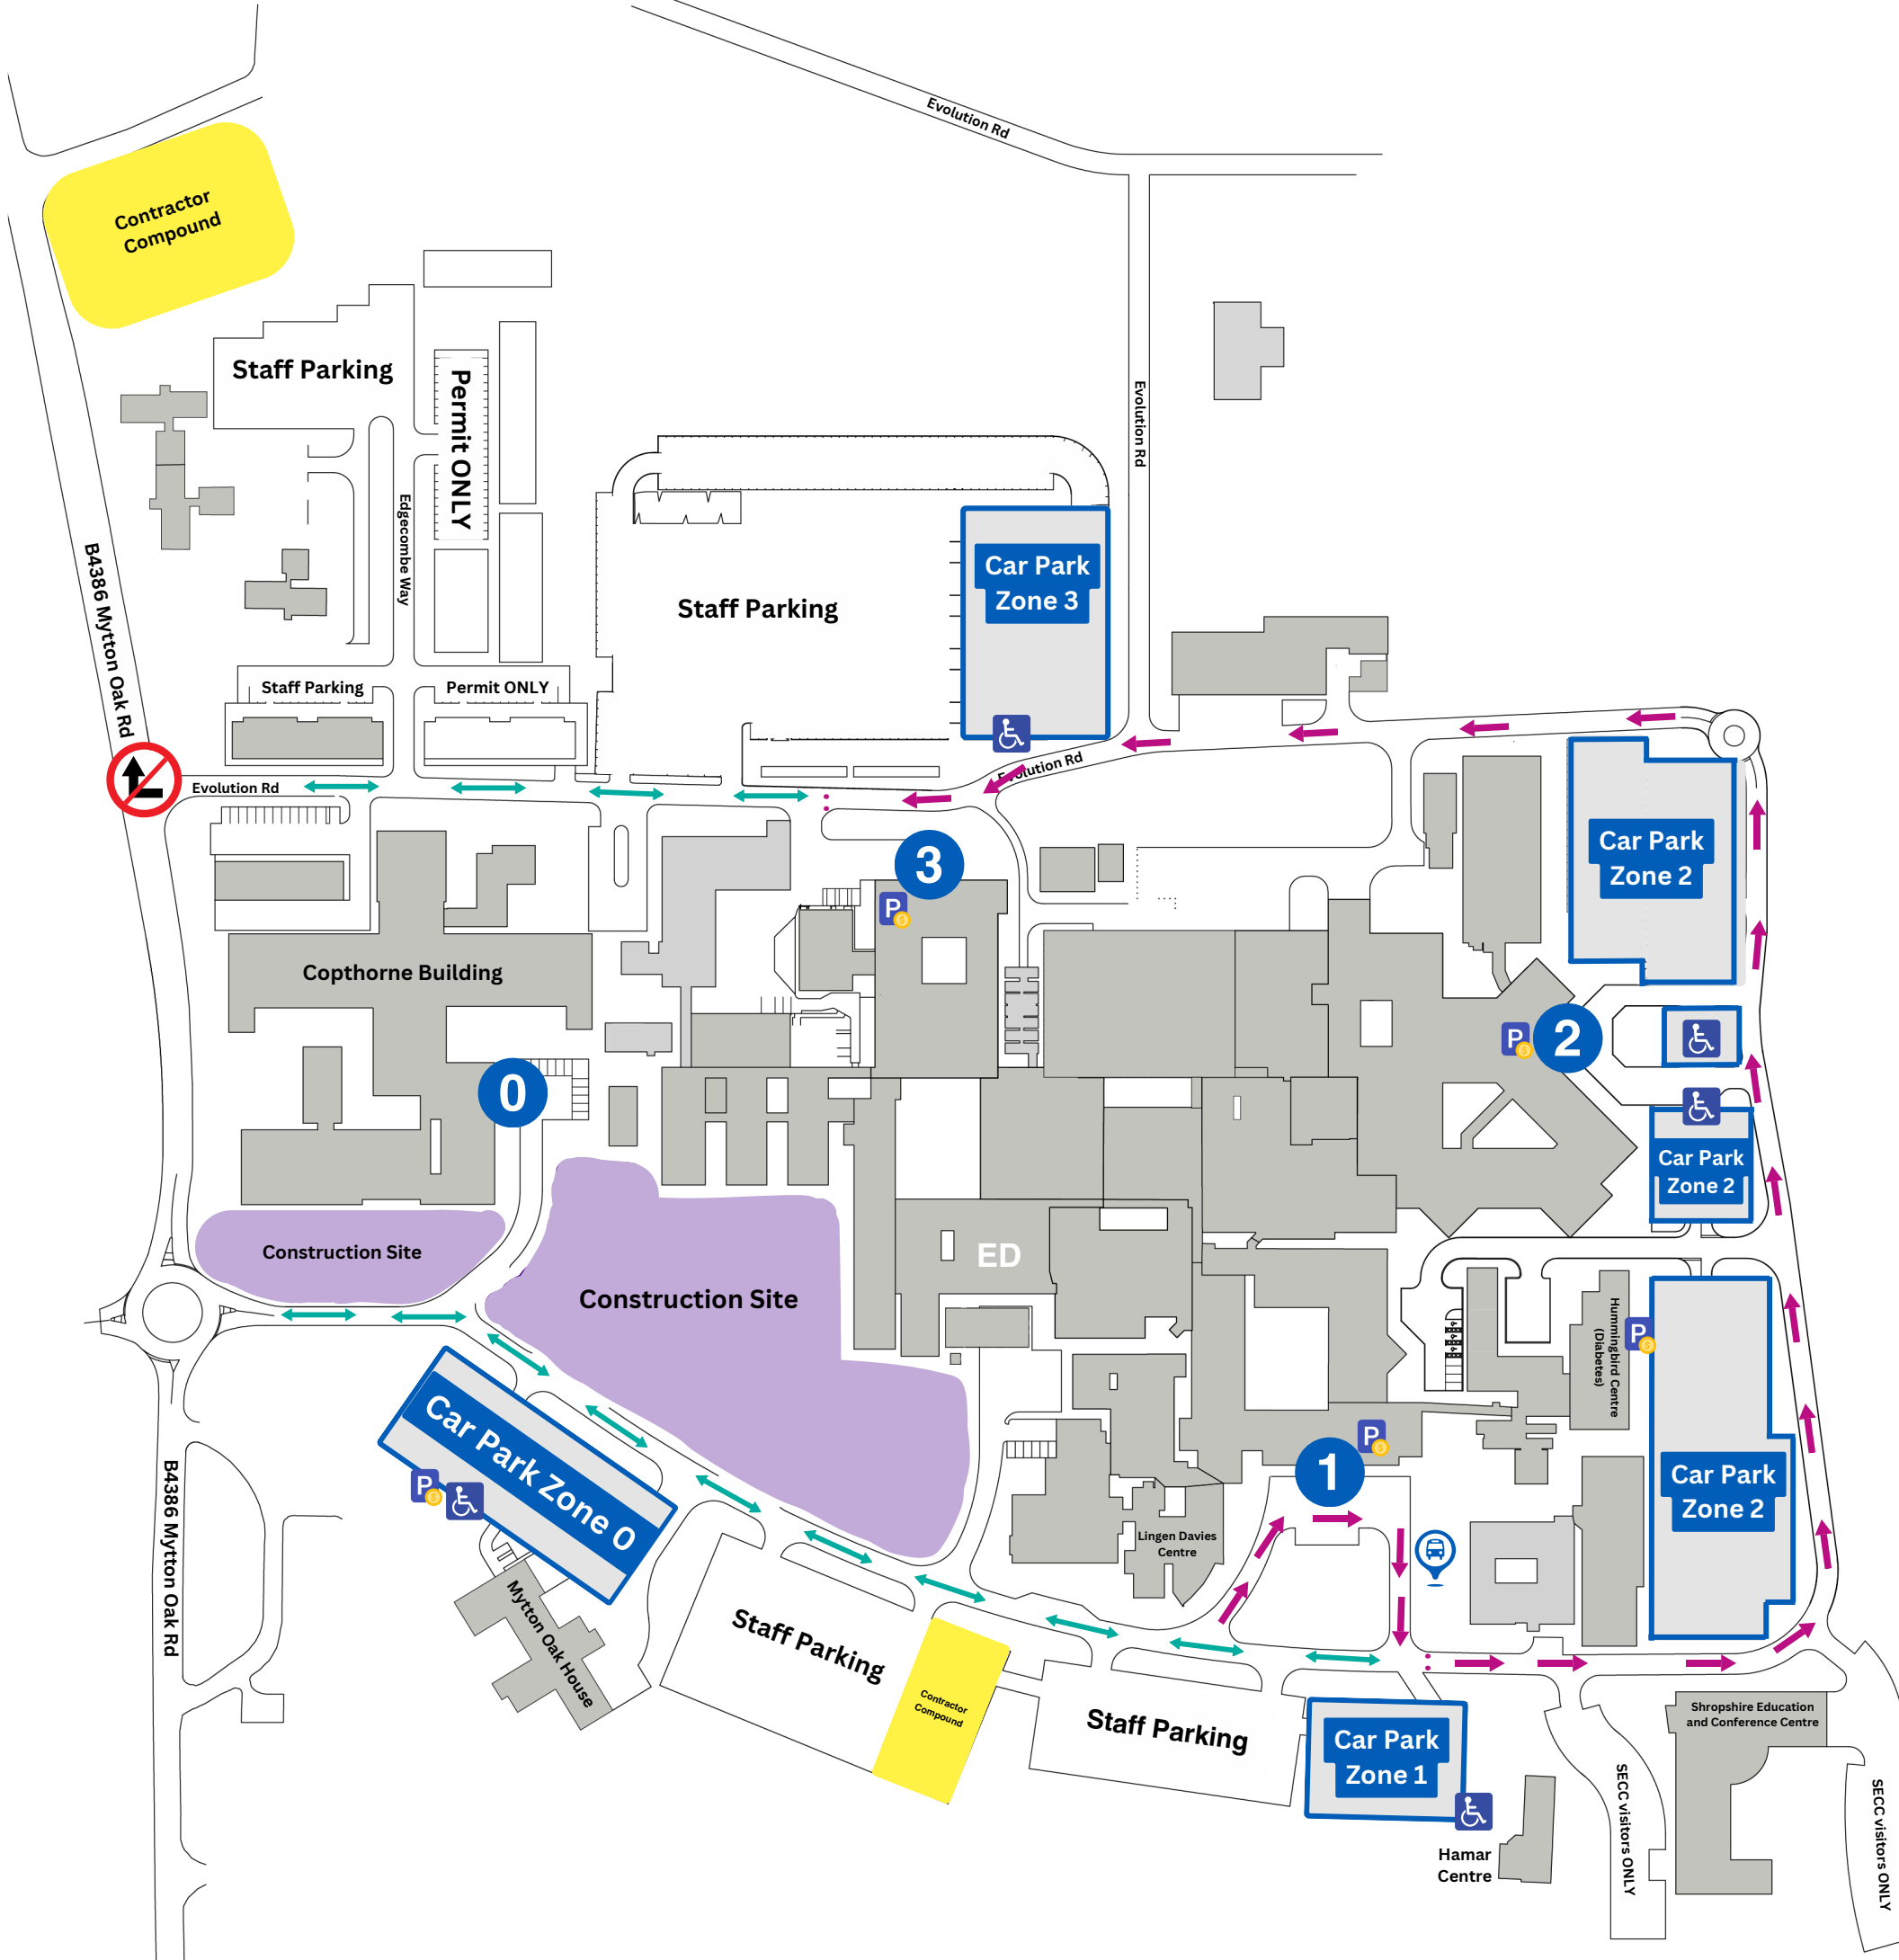 Evolution Rd
Contractor
Compound
Staff Parking
Permit ONLY
Evolution Rd
Edgecombe Way
B4386 Mytton Oak Rd
Car Park
Zone 3
Staff Parking
Staff Parking
Permit ONLY
Evolution Rd
Evolution Rd
Car Park
Zone 2
3
P
Copthorne Building
P
2
0
Car Park
Zone 2
Construction Site
ED
Construction Site
Hummingbird Centre
(Diabetes)
P
Car Park Zone 0
P
P
1
Car Park
Zone 2
B4386 Mytton Oak Rd
Lingen Davies
Centre
Mytton Oak House
Staff Parking
Contractor
Compound
Staff Parking
Car Park
Zone 1
Shropshire Education
and Conference Centre
SECC visitors ONLY
SECC visitors ONLY
Hamar
Centre